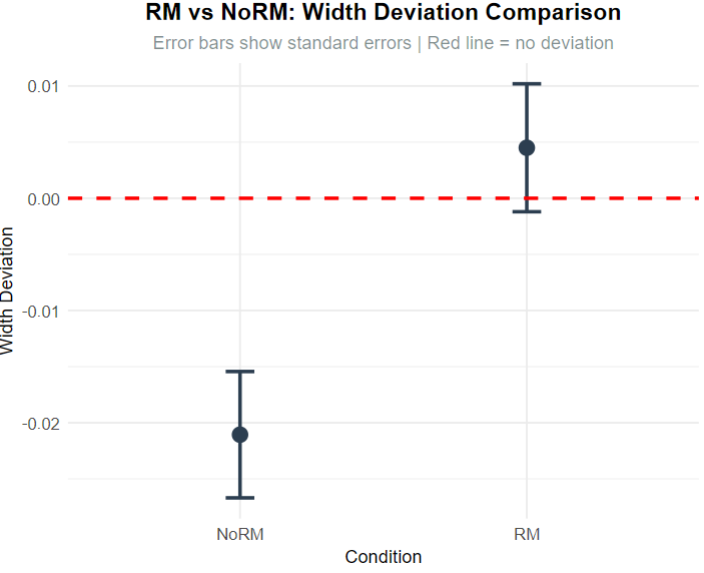 RM vs NoRM: Width Deviation Comparison
Error bars show standard errors | Red line = no deviation
0.01
0.00
-0.01
-0.02
Width Deviation
NoRM
RM
Condition